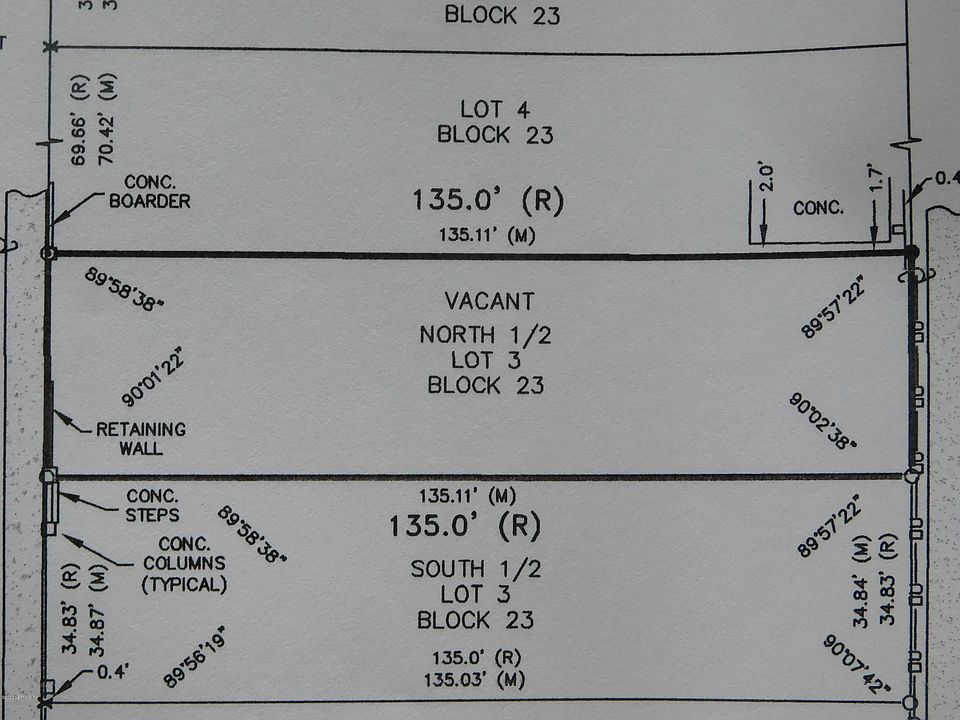 BLOCK 23
69.66' (R)
70.42' (M)
LOT 4
BLOCK 23
CONC.
BOARDER
135.0' (R)
135.11' (M)
2.0'
CONC.
1.7'
0.4
89°58'38"
VACANT
NORTH 1/2
LOT 3
BLOCK 23
89°57'22"
90°01'22"
90°02'38"
RETAINING
WALL
135.11' (M)
135.0' (R)
CONC.
STEPS
89°58'38"
89°57'22"
CONC.
COLUMNS
(TYPICAL)
SOUTH 1/2
LOT 3
BLOCK 23
34.83' (R)
34.87' (M)
34.84' (M)
34.83' (R)
89°56'19"
90°07'42"
0.4'
135.0' (R)
135.03' (M)